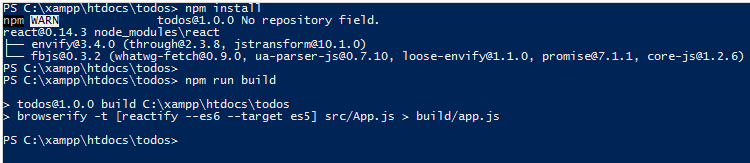 PS C:\xampp\htdocs\todos> npm install
npm WARN todos@1.0.0 No repository field.
react@0.14.3 node_modules\react
├── envify@3.4.0 (through@2.3.8, jstransform@10.1.0)
└── fbjs@0.3.2 (whatwg-fetch@0.9.0, ua-parser-js@0.7.10, loose-envify@1.1.0, promise@7.1.1, core-js@1.2.6)
PS C:\xampp\htdocs\todos>
PS C:\xampp\htdocs\todos> npm run build
> todos@1.0.0 build C:\xampp\htdocs\todos
> browserify -t [reactify --es6 --target es5] src/App.js > build/app.js
PS C:\xampp\htdocs\todos>